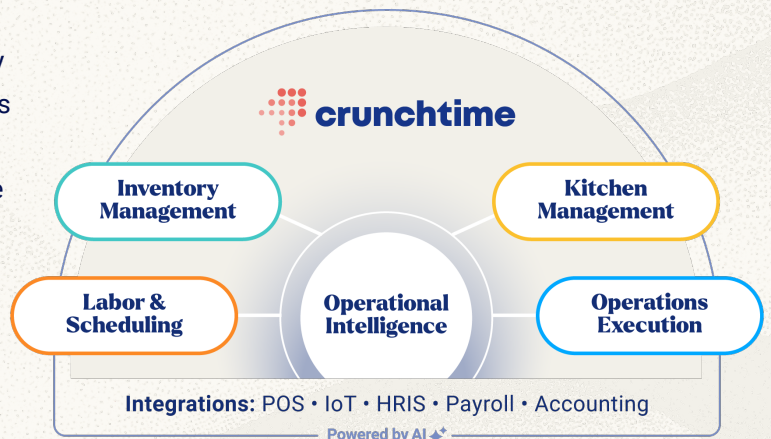 crunchtime
Inventory
Management
Kitchen
Management
Labor &
Scheduling
Operational
Intelligence
Operations
Execution
Integrations: POS • IoT • HRIS • Payroll • Accounting
Powered by AI